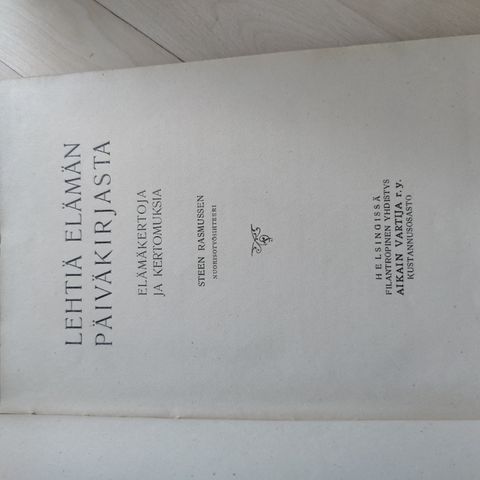 LEHTIÄ ELÄMÄN
PÄIVÄKIRJASTA
ELÄMÄKERTOJA
JA KERTOMUKSIA
STEEN RASMUSSEN
NUORISOTYÖSIHTEERI
HELSINGISSÄ
FILANTROPINEN YHDISTYS
AIKAIN VARTIJA r.y.
KUSTANNUSOSASTO